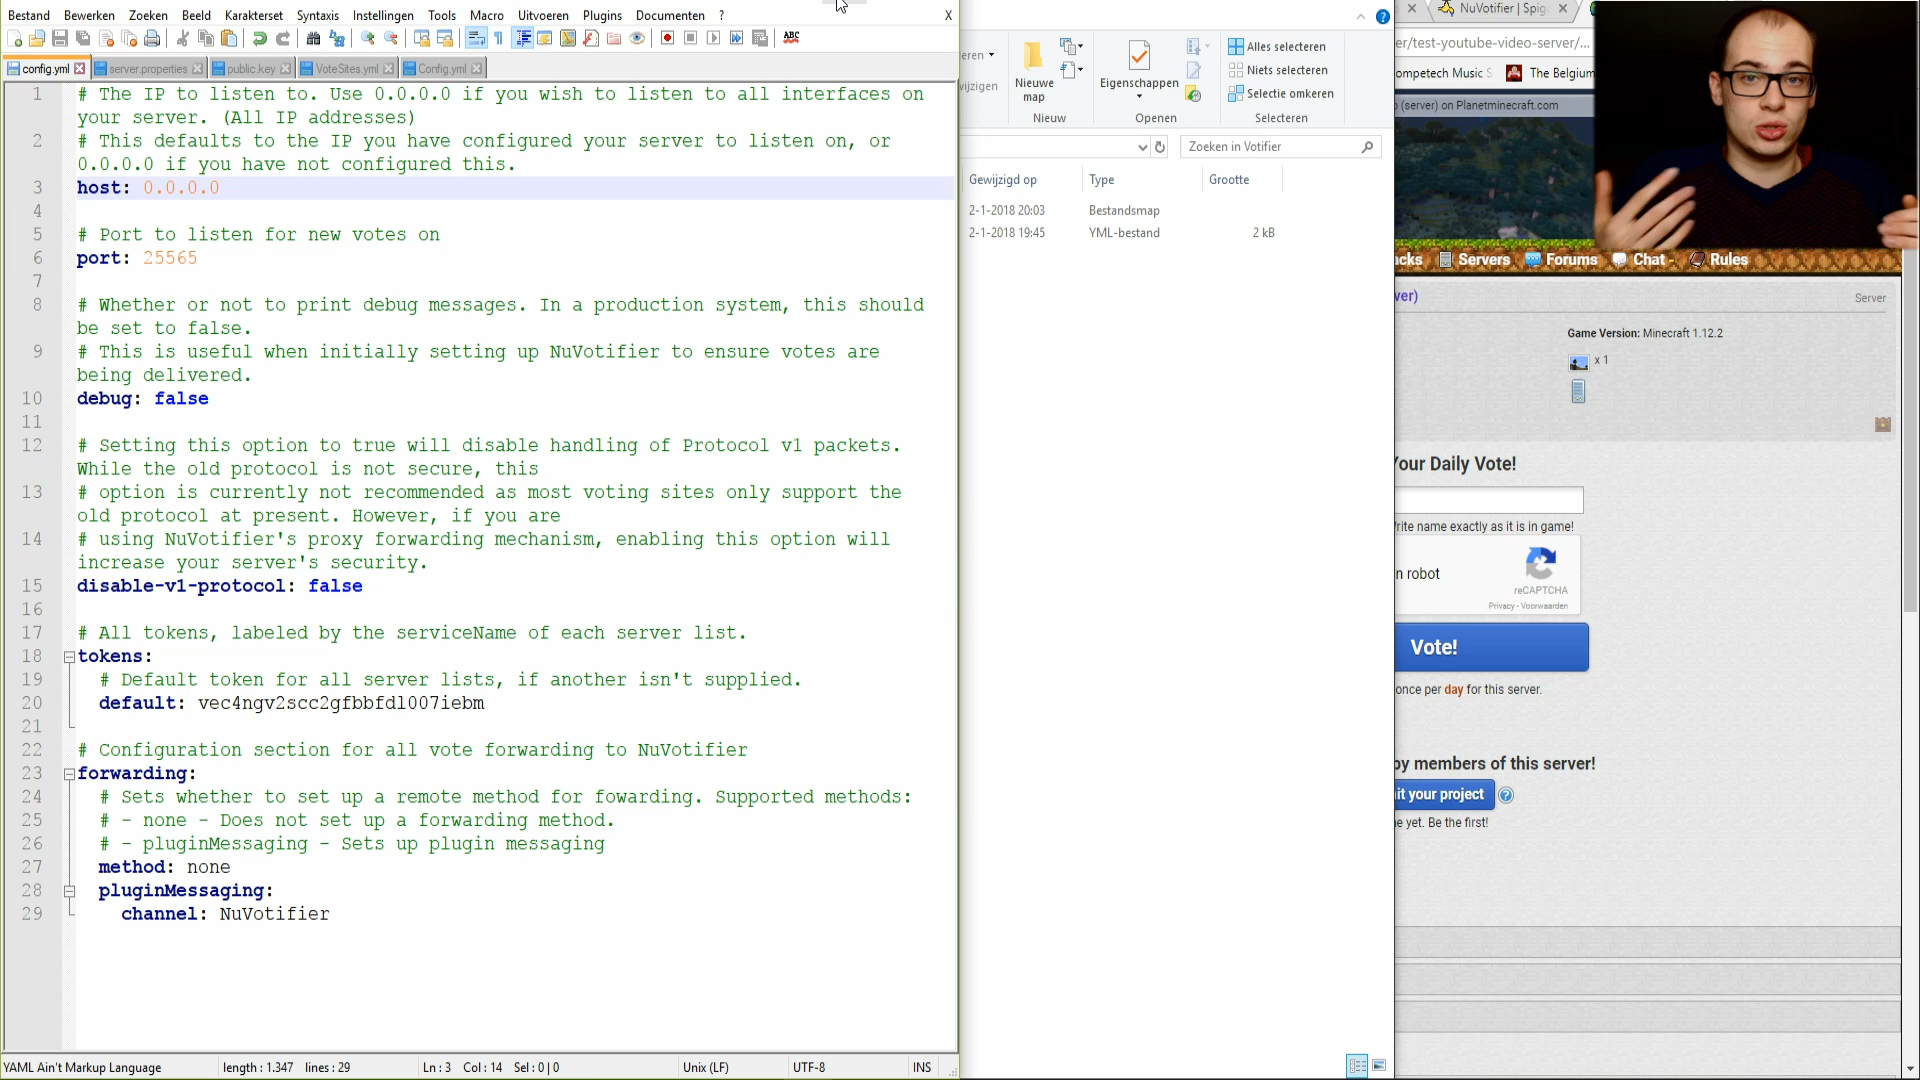 Bestand Bewerken Zoeken Beeld Karakterset Syntaxis Instellingen Tools Macro Uitvoeren Plugins Documenten ? X
config.yml server.properties public.key VoteSites.yml Config.yml
1 # The IP to listen to. Use 0.0.0.0 if you wish to listen to all interfaces on
your server. (All IP addresses)
2 # This defaults to the IP you have configured your server to listen on, or
0.0.0.0 if you have not configured this.
3 host: 0.0.0.0
4
5 # Port to listen for new votes on
6 port: 25565
7
8 # Whether or not to print debug messages. In a production system, this should
be set to false.
9 # This is useful when initially setting up NuVotifier to ensure votes are
being delivered.
10 debug: false
11
12 # Setting this option to true will disable handling of Protocol v1 packets.
While the old protocol is not secure, this
13 # option is currently not recommended as most voting sites only support the
old protocol at present. However, if you are
14 # using NuVotifier's proxy forwarding mechanism, enabling this option will
increase your server's security.
15 disable-v1-protocol: false
16
17 # All tokens, labeled by the serviceName of each server list.
18 tokens:
19 # Default token for all server lists, if another isn't supplied.
20 default: vec4ngv2scc2gfbbfdl007iebm
21
22 # Configuration section for all vote forwarding to NuVotifier
23 forwarding:
24 # Sets whether to set up a remote method for fowarding. Supported methods:
25 # - none - Does not set up a forwarding method.
26 # - pluginMessaging - Sets up plugin messaging
27 method: none
28 pluginMessaging:
29 channel: NuVotifier
YAML Ain't Markup Language length : 1.347 lines : 29 Ln : 3 Col : 14 Sel : 0 | 0 Unix (LF) UTF-8 INS
eren
vijzigen
Nieuwe
map
Nieuw
Eigenschappen
Openen
Alles selecteren
Niets selecteren
Selectie omkeren
Selecteren
Zoeken in Votifier
Gewijzigd op Type Grootte
2-1-2018 20:03 Bestandsmap
2-1-2018 19:45 YML-bestand 2 kB
NuVotifier | Spig
er/test-youtube-video-server/...
ompetech Music S The Belgium
(server) on Planetminecraft.com
acks Servers Forums Chat Rules
ver) Server
Game Version: Minecraft 1.12.2
x 1
Your Daily Vote!
Write name exactly as it is in game!
n robot
reCAPTCHA
Privacy - Voorwaarden
Vote!
once per day for this server.
by members of this server!
it your project
e yet. Be the first!